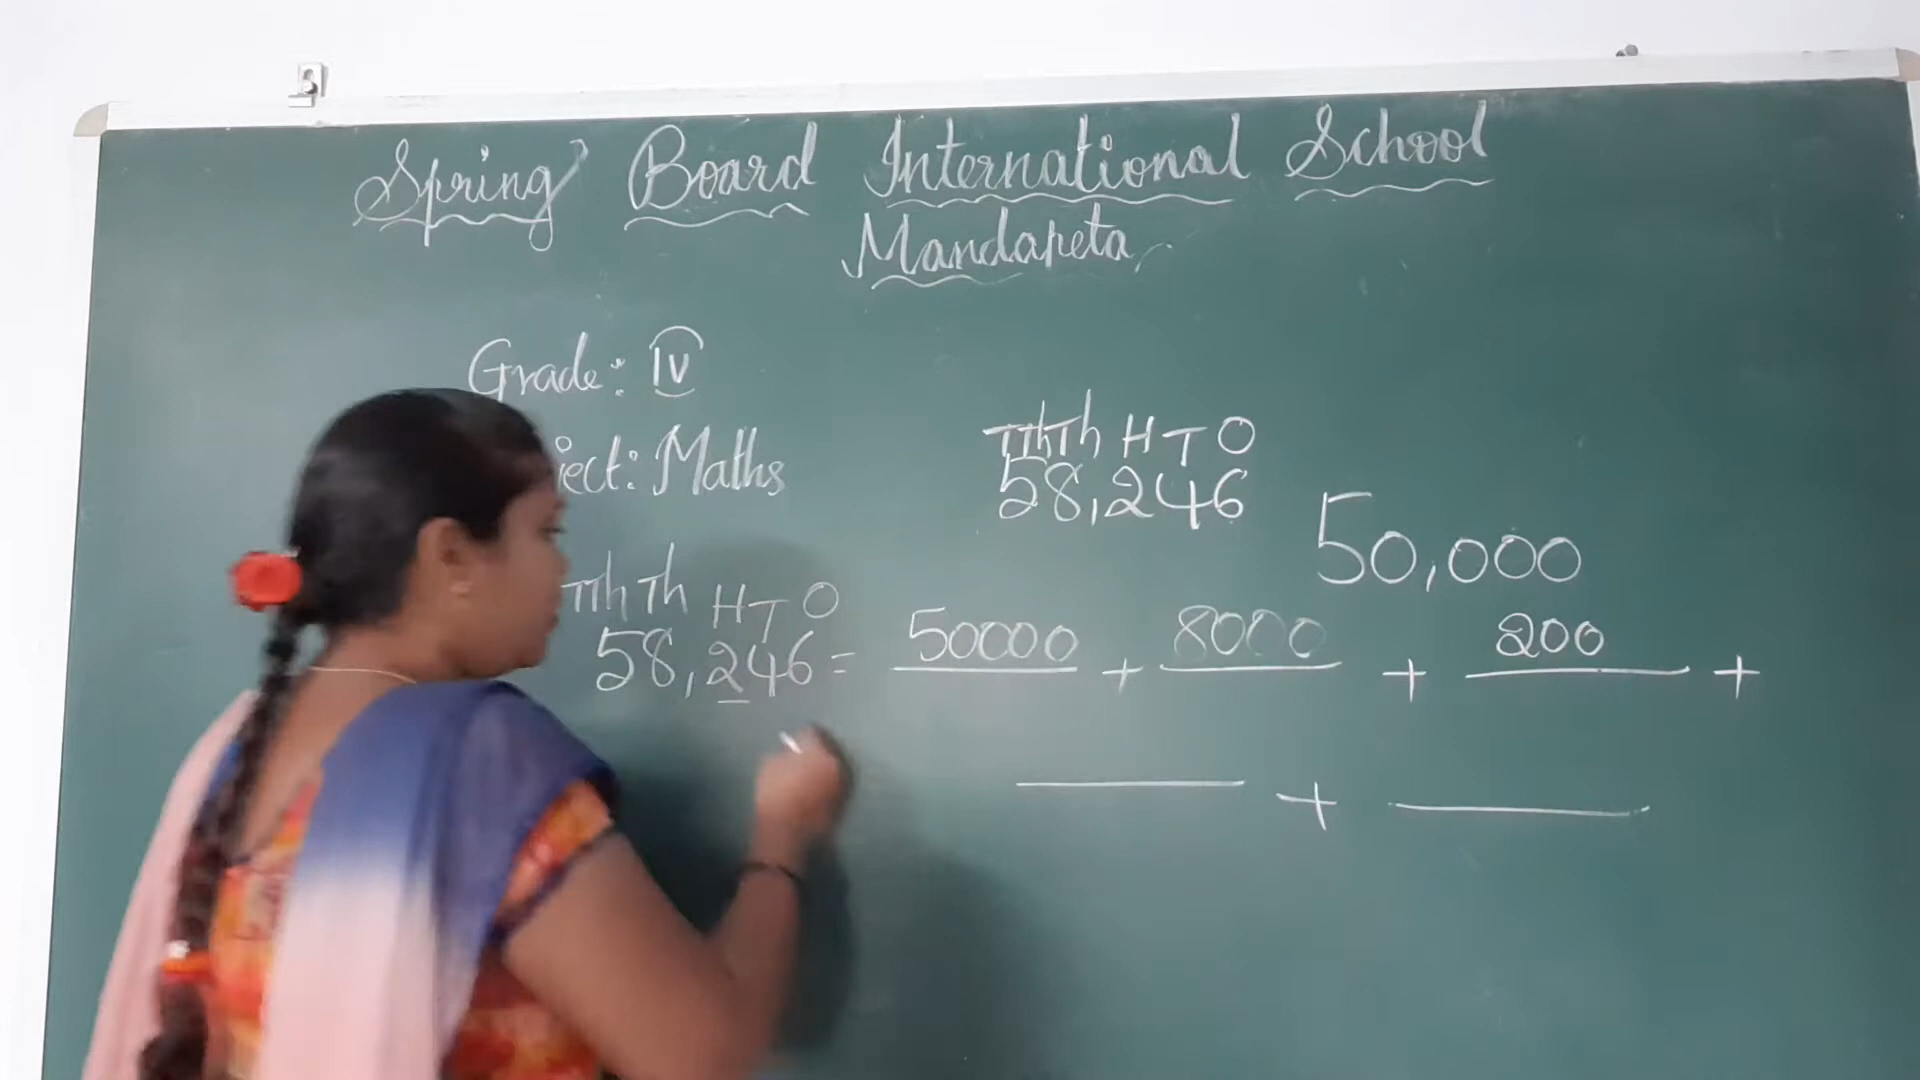 Spring Board International School
Mandapeta
Grade: IV
ject: Maths
TTh Th H T O
58,246
50,000
TTh Th H T O
58,246 = 50000 + 8000 + 200 +
+